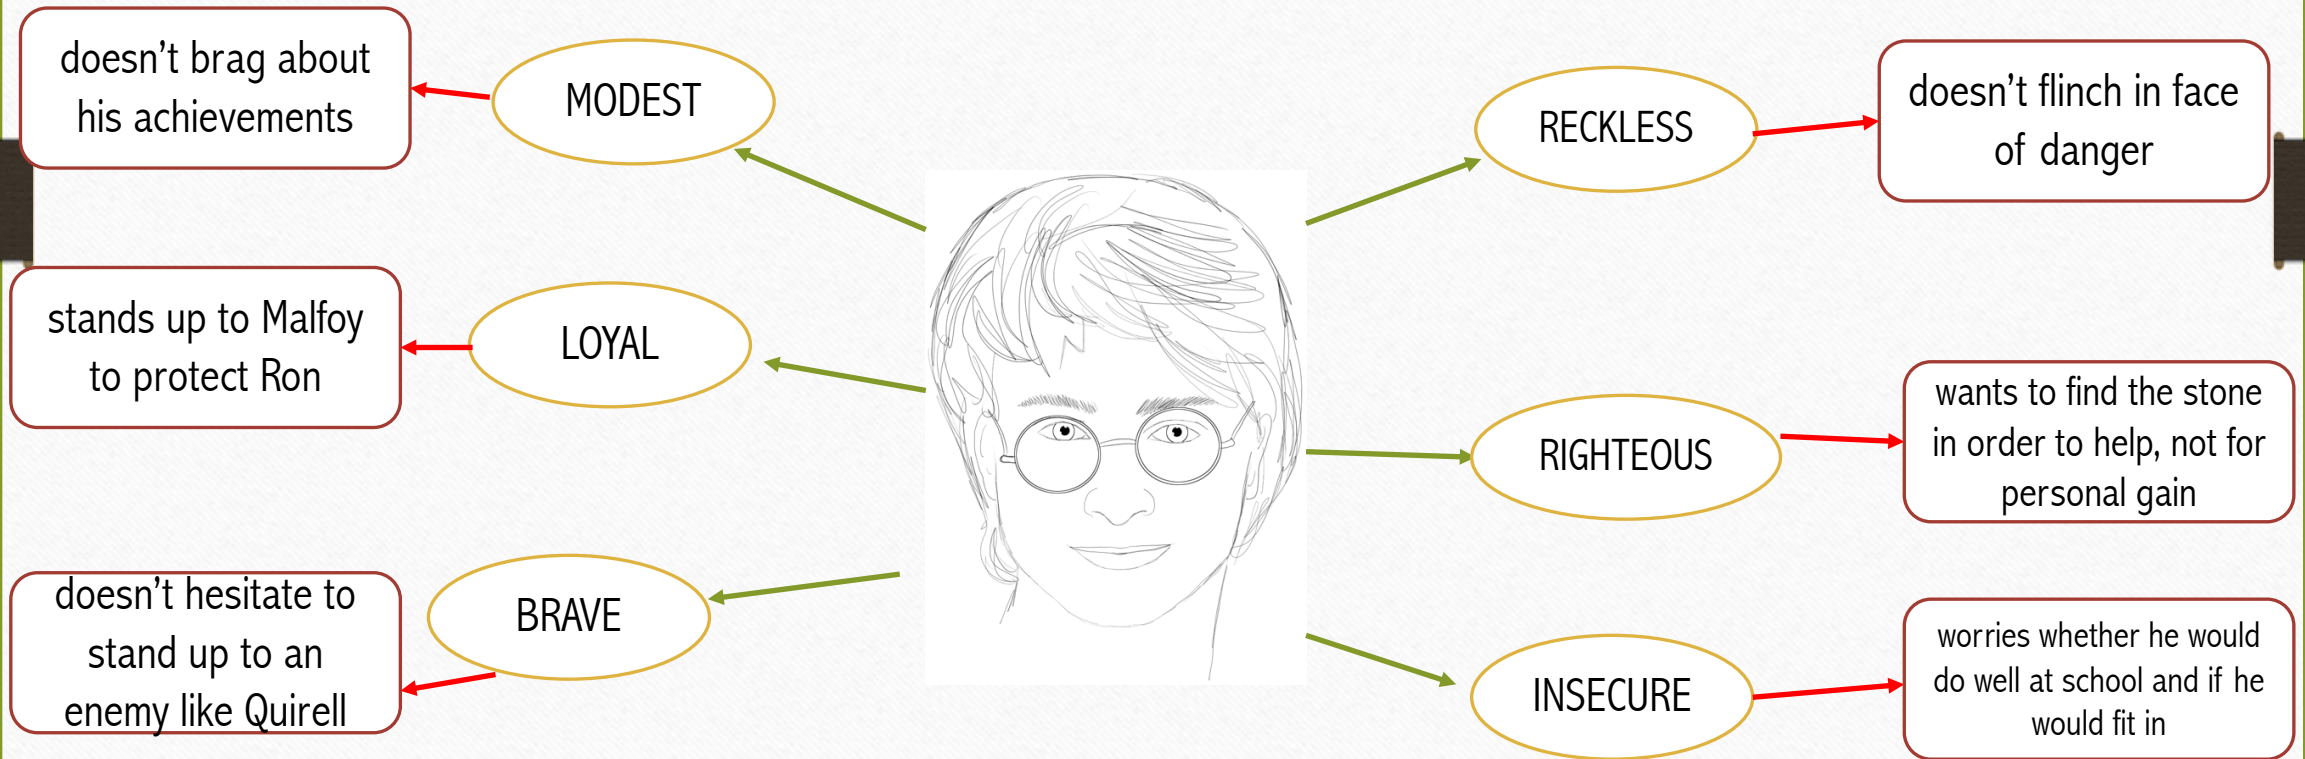 doesn’t brag about
his achievements
MODEST
RECKLESS
doesn’t flinch in face
of danger
stands up to Malfoy
to protect Ron
LOYAL
RIGHTEOUS
wants to find the stone
in order to help, not for
personal gain
doesn’t hesitate to
stand up to an
enemy like Quirell
BRAVE
INSECURE
worries whether he would
do well at school and if he
would fit in